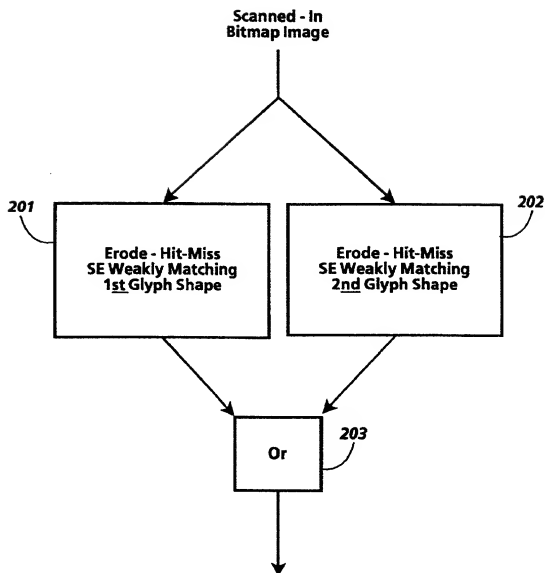 Scanned - In
Bitmap Image
201
202
Erode - Hit-Miss
SE Weakly Matching
1st Glyph Shape
Erode - Hit-Miss
SE Weakly Matching
2nd Glyph Shape
Or
203